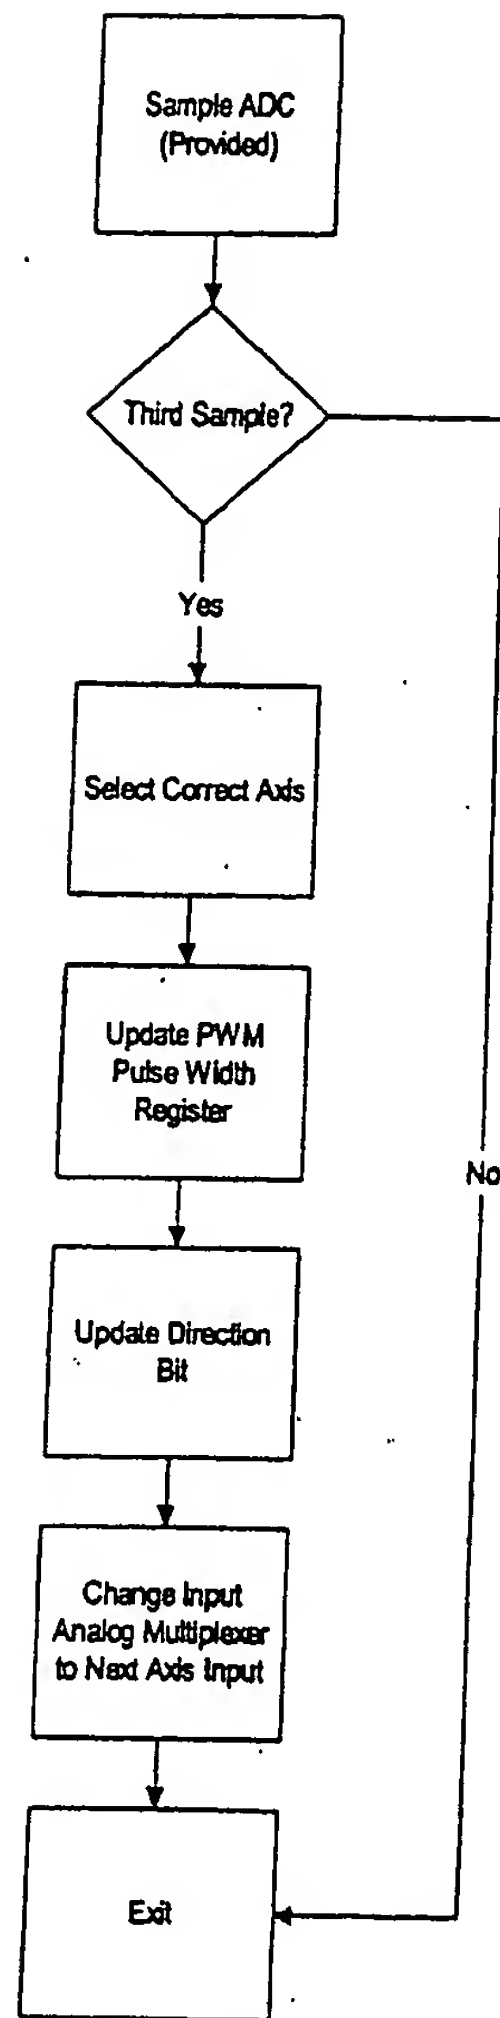 Sample ADC
(Provided)
Third Sample?
Yes
Select Correct Axis
Update PWM
Pulse Width
Register
No
Update Direction
Bit
Change Input
Analog Multiplexer
to Next Axis Input
Exit